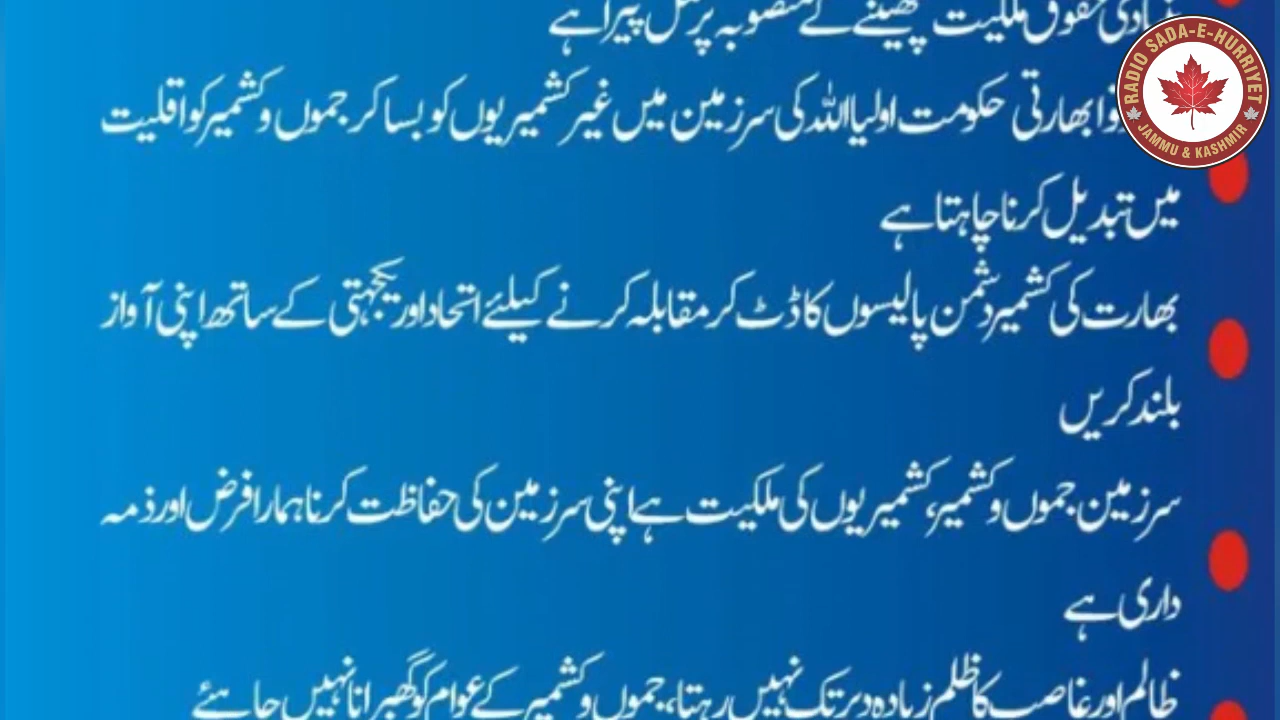 حقوق ملکیت چھیننے کے منصوبہ پر عمل پیرا ہے
بھارتی حکومت اولیااللہ کی سرزمین میں غیر کشمیریوں کو بسا کر جموں و کشمیر کو اقلیت
میں تبدیل کرنا چاہتا ہے
بھارت کی کشمیر دشمن پالیسوں کا ڈٹ کر مقابلہ کرنے کیلئے اتحاد اور یکجہتی کے ساتھ اپنی آواز
بلند کریں
سرزمین جموں و کشمیر، کشمیریوں کی ملکیت ہے اپنی سرزمین کی حفاظت کرنا ہمارا فرض اور ذمہ
داری ہے
ظالم اور غاصب کا ظلم زیادہ دیر تک نہیں رہتا، جموں و کشمیر کے عوام کو گھبرانا نہیں چاہئے
RADIO SADA-E-HURRIYET
JAMMU & KASHMIR